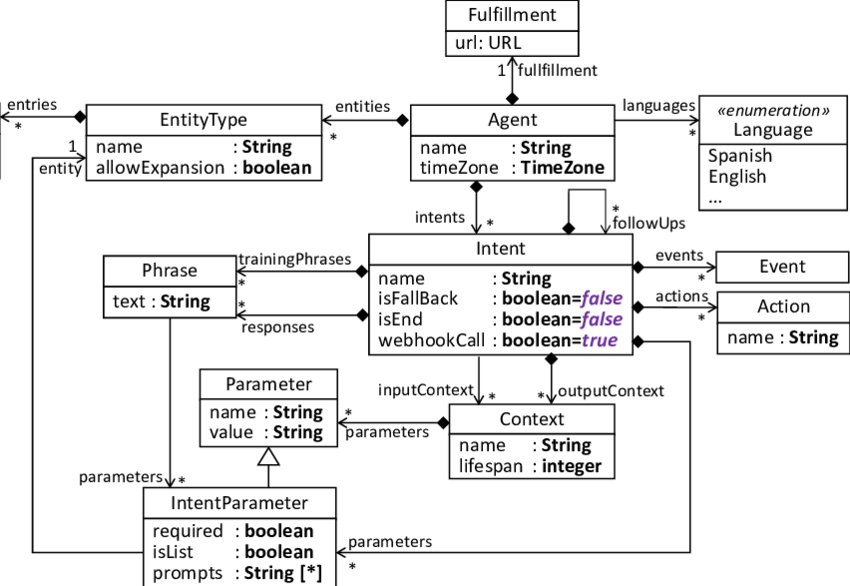 Fulfillment
url: URL
1 fullfillment
entries
*
EntityType
name : String
allowExpansion : boolean
1
entity
entities
*
Agent
name : String
timeZone : TimeZone
languages
*
«enumeration»
Language
Spanish
English
...
intents *
*
followUps
Intent
name : String
isFallBack : boolean=false
isEnd : boolean=false
webhookCall : boolean=true
trainingPhrases
*
Phrase
text : String
*
responses
events
*
Event
actions
*
Action
name : String
inputContext *
* outputContext
Context
name : String
lifespan : integer
Parameter
name : String
value : String
*
parameters
parameters *
IntentParameter
required : boolean
isList : boolean
prompts : String [*]
parameters
*